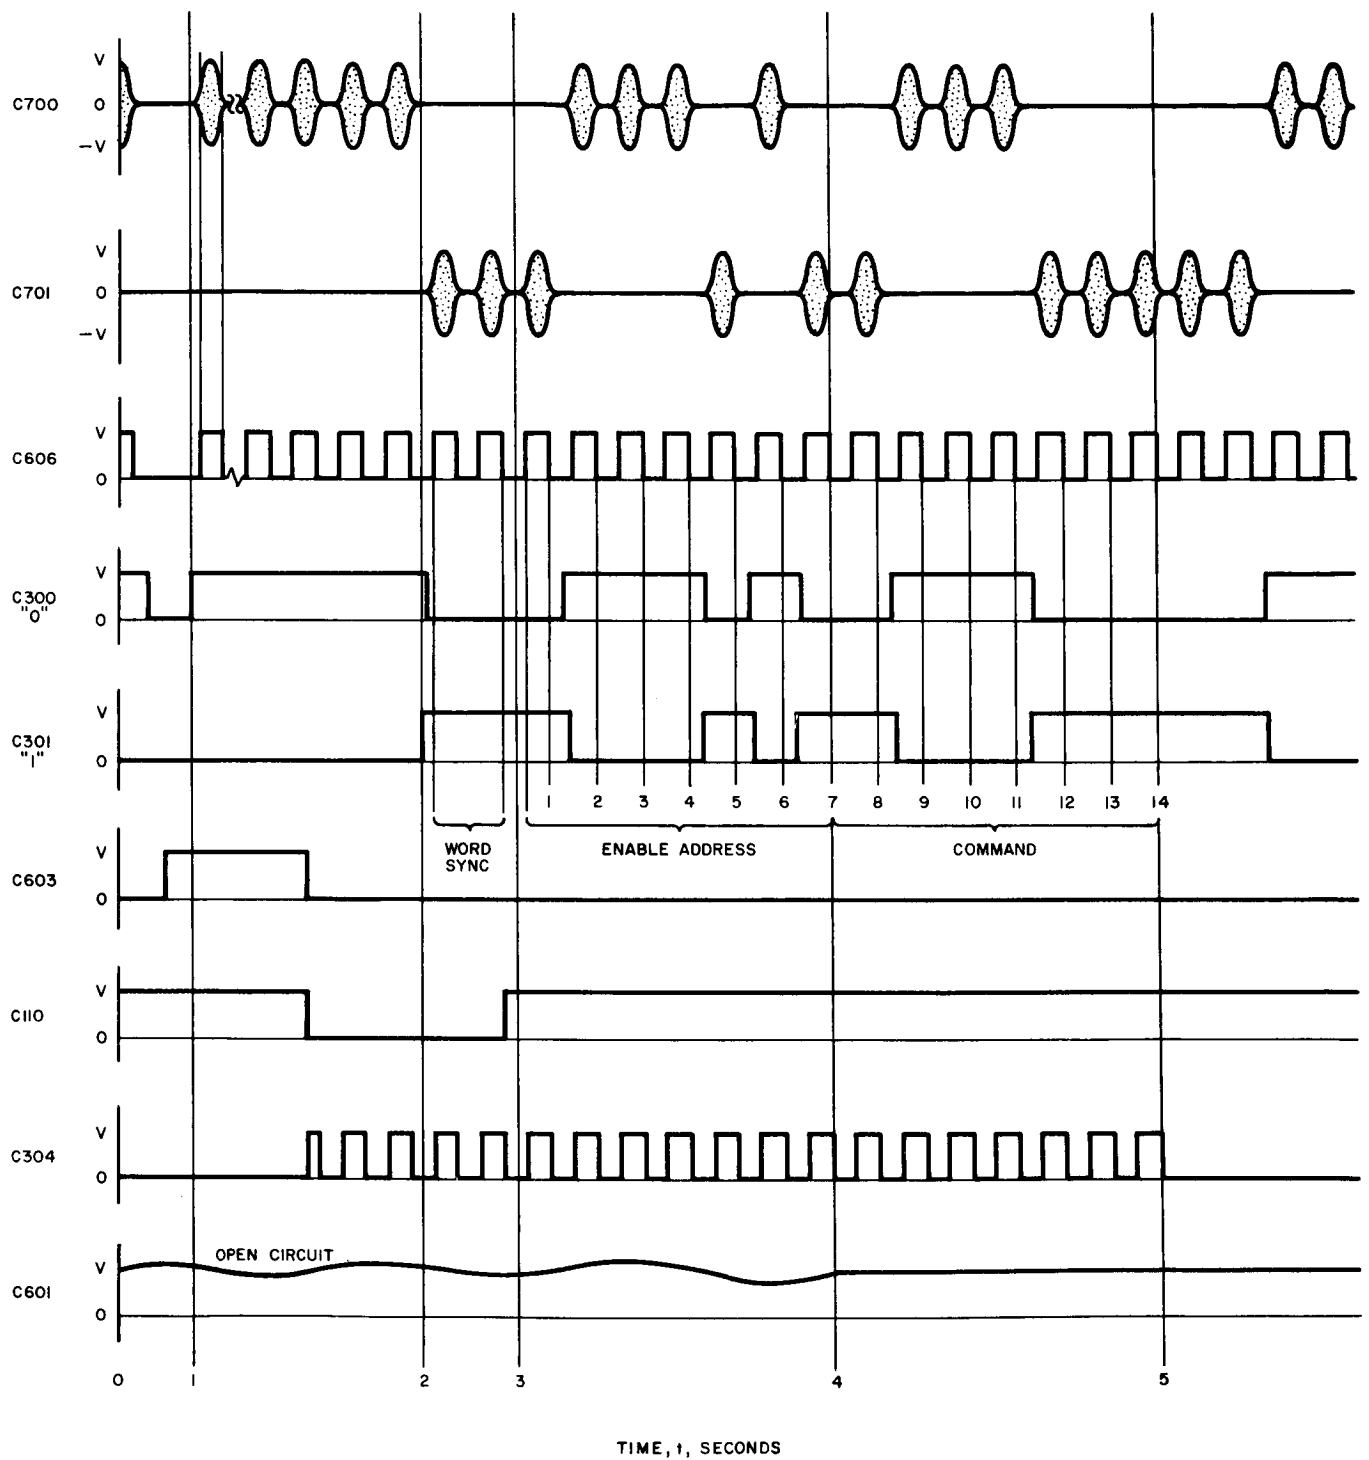 V
C700 0
−V
V
C701 0
−V
V
C606
0
V
C300
"0"
0
V
C301
"1"
0
1 2 3 4 5 6 7 8 9 10 11 12 13 14
WORD SYNC
ENABLE ADDRESS
COMMAND
V
C603
0
V
C110
0
V
C304
0
OPEN CIRCUIT
V
C601
0
0 1 2 3 4 5
TIME, t, SECONDS